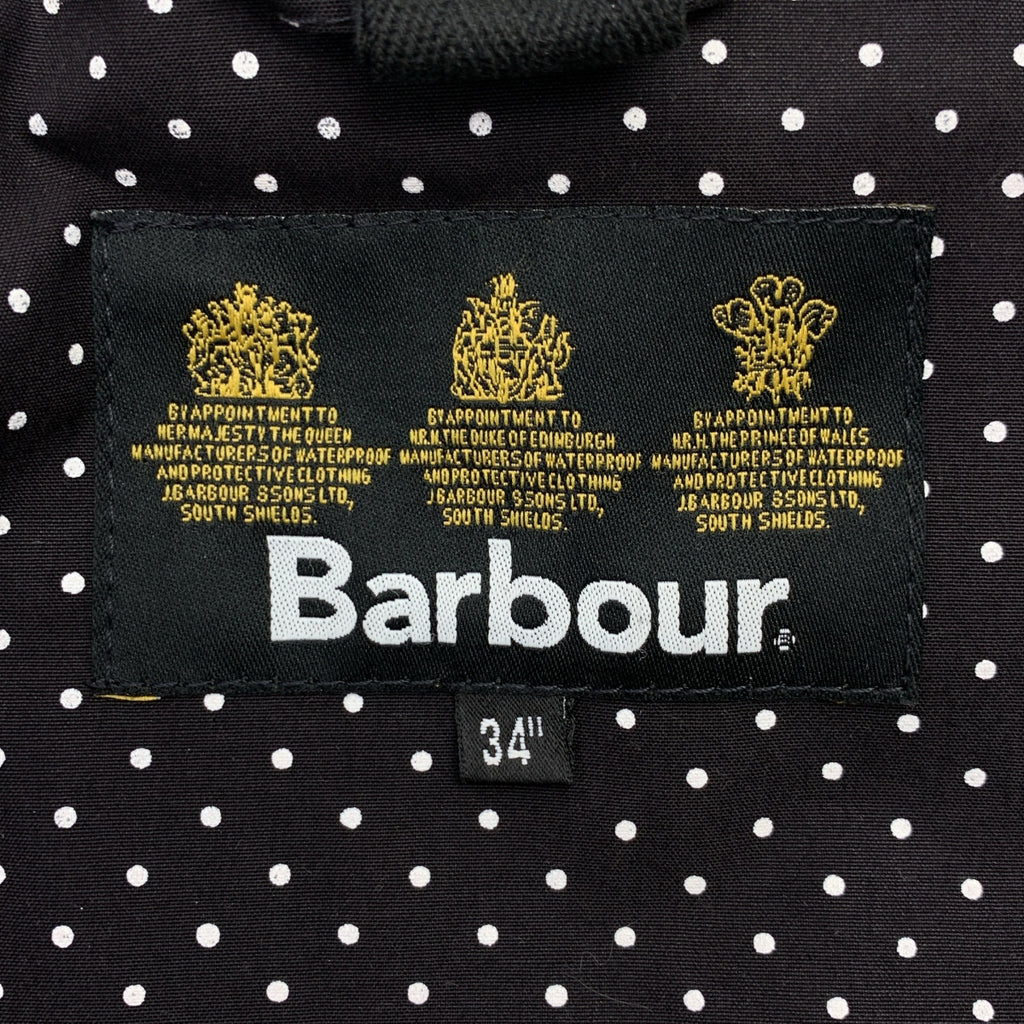 BY APPOINTMENT TO
HER MAJESTY THE QUEEN
MANUFACTURERS OF WATERPROOF
AND PROTECTIVE CLOTHING
J.BARBOUR & SONS LTD,
SOUTH SHIELDS.
BY APPOINTMENT TO
H.R.H. THE DUKE OF EDINBURGH
MANUFACTURERS OF WATERPROOF
AND PROTECTIVE CLOTHING
J.BARBOUR & SONS LTD,
SOUTH SHIELDS.
BY APPOINTMENT TO
H.R.H. THE PRINCE OF WALES
MANUFACTURERS OF WATERPROOF
AND PROTECTIVE CLOTHING
J.BARBOUR & SONS LTD,
SOUTH SHIELDS.
Barbour
34"